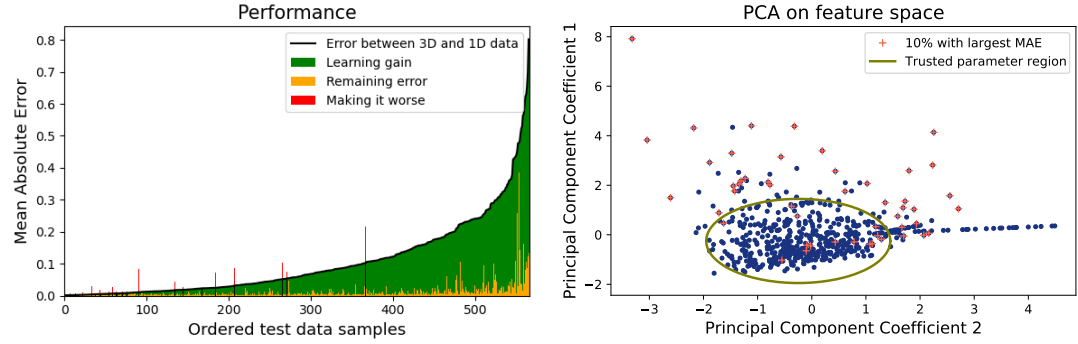 Performance
Mean Absolute Error
0.8
0.7
0.6
0.5
0.4
0.3
0.2
0.1
0.0
Error between 3D and 1D data
Learning gain
Remaining error
Making it worse
0 100 200 300 400 500
Ordered test data samples
PCA on feature space
Principal Component Coefficient 1
8
6
4
2
0
−2
10% with largest MAE
Trusted parameter region
−3 −2 −1 0 1 2 3 4
Principal Component Coefficient 2